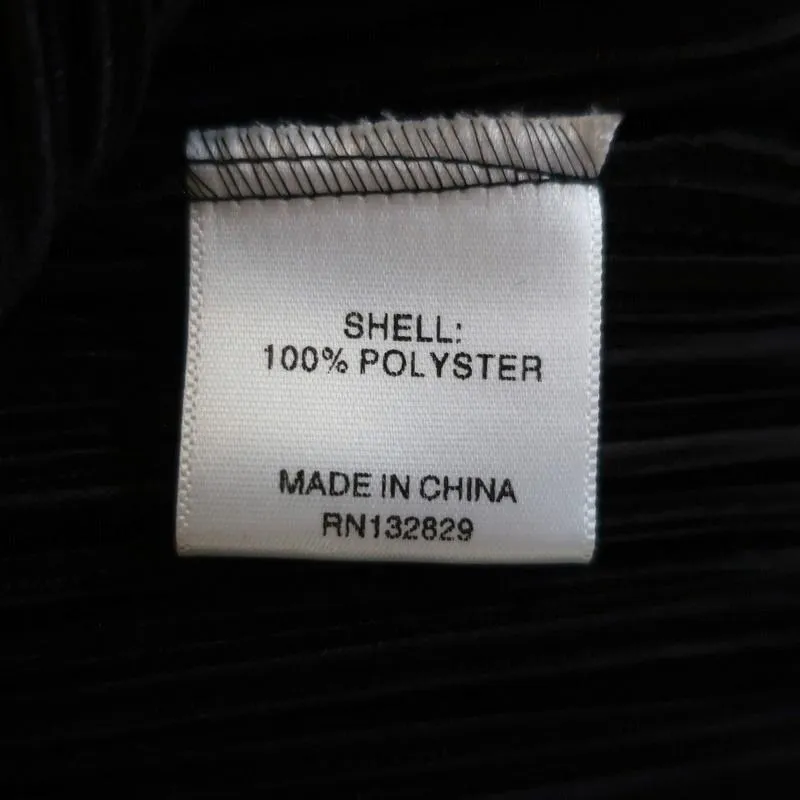 SHELL:
100% POLYSTER
MADE IN CHINA
RN132829